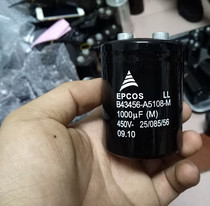 EPCOS LL
B43456-A5108-M
1000µF (M)
450V- 25/085/56
09.10